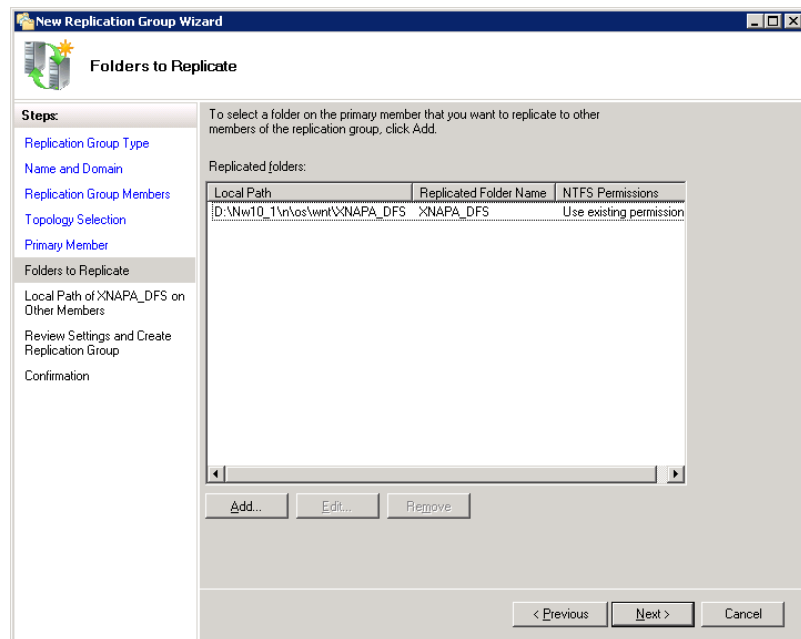 New Replication Group Wizard
Folders to Replicate
Steps:
Replication Group Type
Name and Domain
Replication Group Members
Topology Selection
Primary Member
Folders to Replicate
Local Path of XNAPA_DFS on
Other Members
Review Settings and Create
Replication Group
Confirmation
To select a folder on the primary member that you want to replicate to other
members of the replication group, click Add.
Replicated folders:
Local Path Replicated Folder Name NTFS Permissions
D:\Nw10_1\n\os\wnt\XNAPA_DFS XNAPA_DFS Use existing permission
Add... Edit... Remove
< Previous Next > Cancel